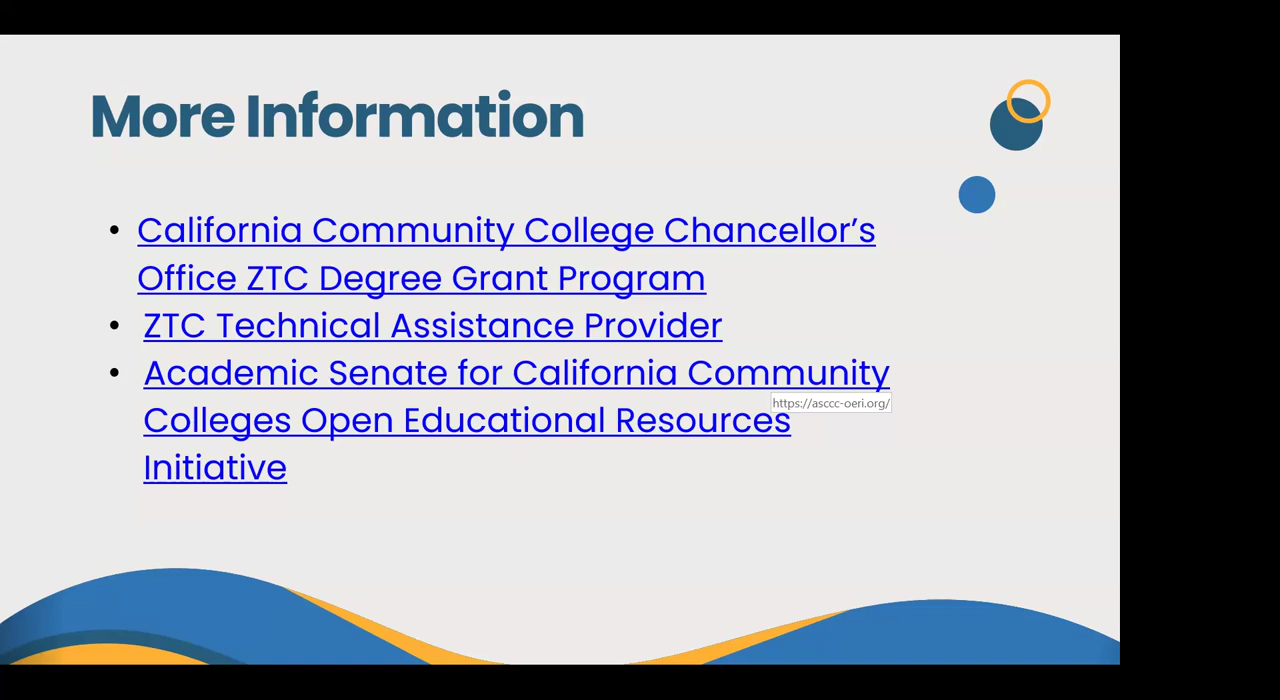 More Information
• California Community College Chancellor’s
Office ZTC Degree Grant Program
• ZTC Technical Assistance Provider
• Academic Senate for California Community
https://asccc-oeri.org/
Colleges Open Educational Resources
Initiative